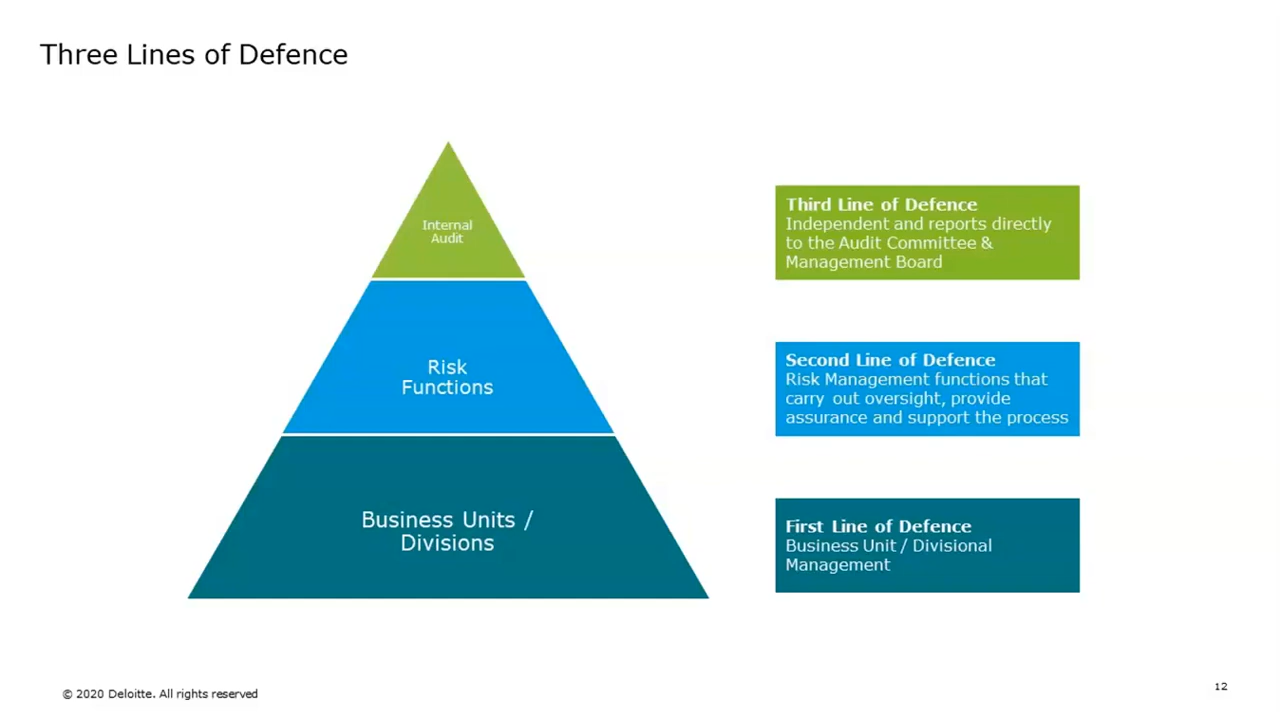 Three Lines of Defence
Internal
Audit
Third Line of Defence
Independent and reports directly
to the Audit Committee &
Management Board
Risk
Functions
Second Line of Defence
Risk Management functions that
carry out oversight, provide
assurance and support the process
Business Units /
Divisions
First Line of Defence
Business Unit / Divisional
Management
© 2020 Deloitte. All rights reserved
12